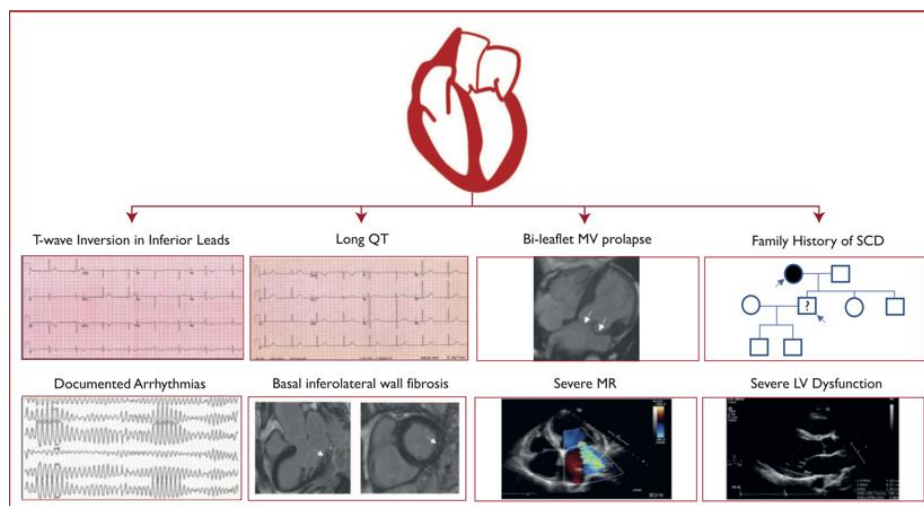 T-wave Inversion in Inferior Leads
Long QT
Bi-leaflet MV prolapse
Family History of SCD
?
Documented Arrhythmias
Basal inferolateral wall fibrosis
Severe MR
Severe LV Dysfunction